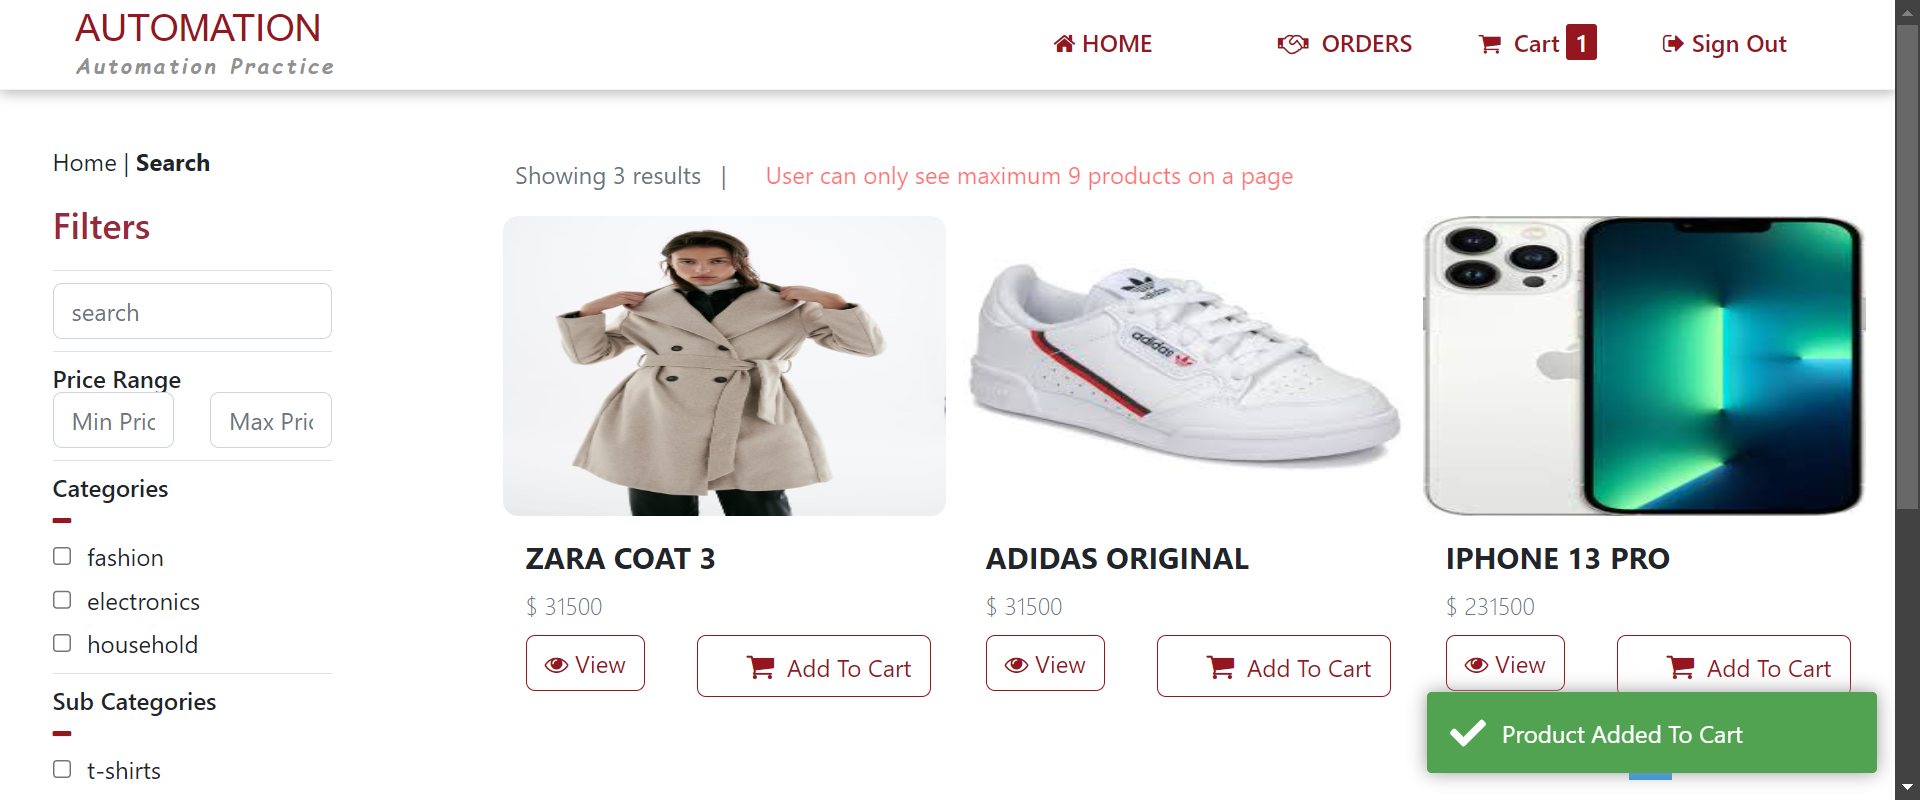 AUTOMATION
Automation Practice
HOME
ORDERS
Cart 1
Sign Out
Home | Search
Showing 3 results |
User can only see maximum 9 products on a page
Filters
search
Price Range
Min Pric
Max Pric
Categories
fashion
electronics
household
Sub Categories
t-shirts
adidas
adidas
ZARA COAT 3
$ 31500
View
Add To Cart
ADIDAS ORIGINAL
$ 31500
View
Add To Cart
IPHONE 13 PRO
$ 231500
View
Add To Cart
Product Added To Cart